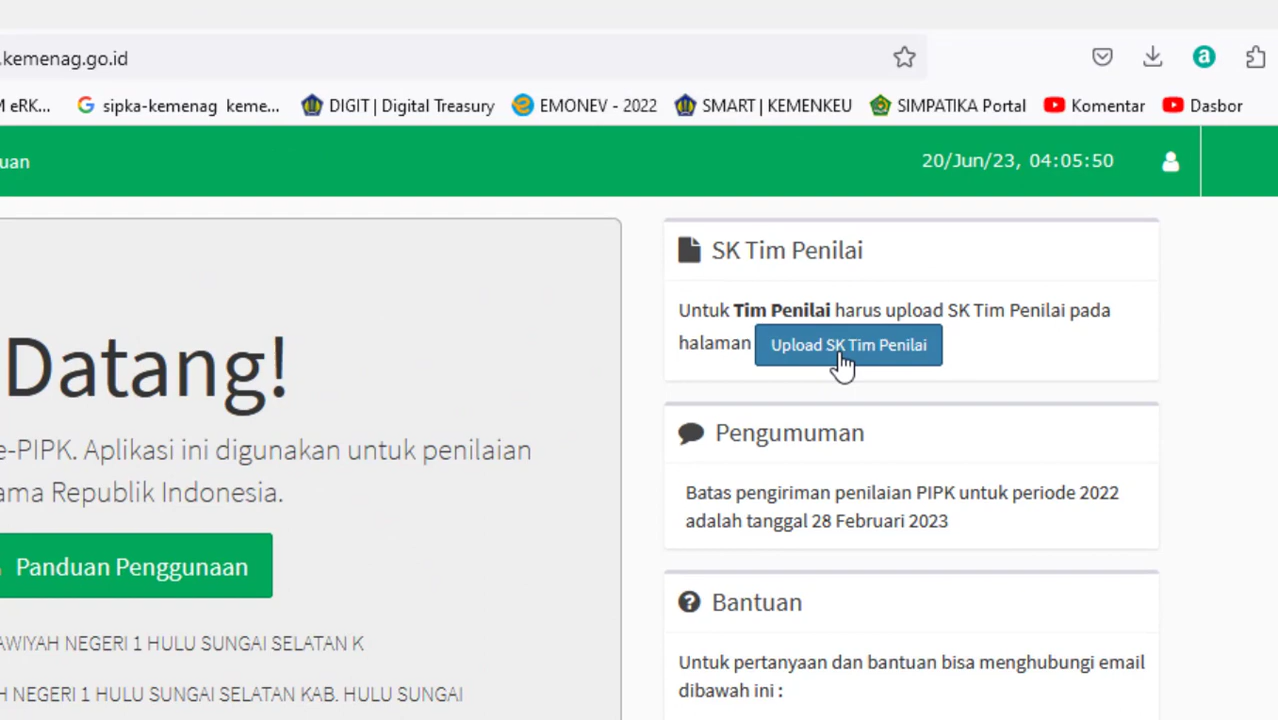 .kemenag.go.id
M eRK... sipka-kemenag keme... DIGIT | Digital Treasury EMONEV - 2022 SMART | KEMENKEU SIMPATIKA Portal Komentar Dasbor
uan 20/Jun/23, 04:05:50
SK Tim Penilai
Untuk Tim Penilai harus upload SK Tim Penilai pada
halaman Upload SK Tim Penilai
Datang!
e-PIPK. Aplikasi ini digunakan untuk penilaian
ama Republik Indonesia.
Panduan Penggunaan
AWIYAH NEGERI 1 HULU SUNGAI SELATAN K
H NEGERI 1 HULU SUNGAI SELATAN KAB. HULU SUNGAI
Pengumuman
Batas pengiriman penilaian PIPK untuk periode 2022
adalah tanggal 28 Februari 2023
Bantuan
Untuk pertanyaan dan bantuan bisa menghubungi email
dibawah ini :